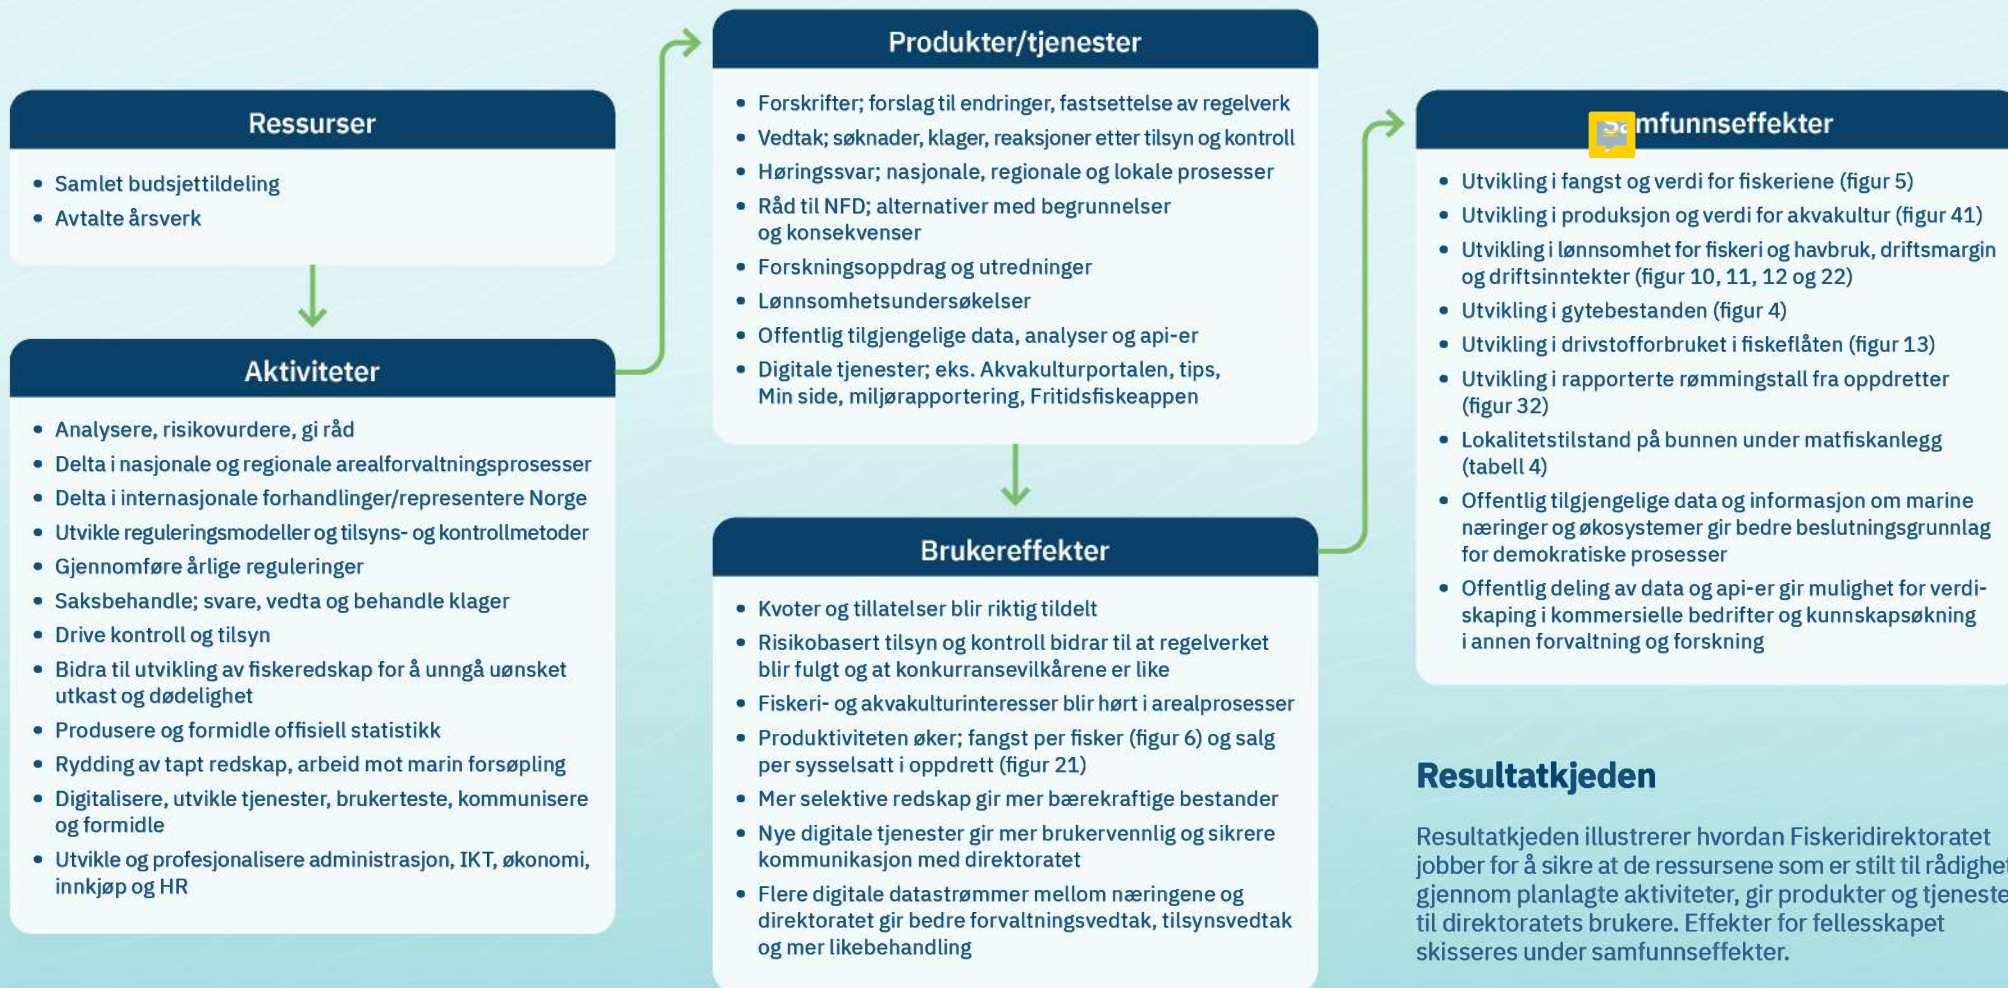 Ressurser
• Samlet budsjettildeling
• Avtalte årsverk
Aktiviteter
• Analysere, risikovurdere, gi råd
• Delta i nasjonale og regionale arealforvaltningsprosesser
• Delta i internasjonale forhandlinger/representere Norge
• Utvikle reguleringsmodeller og tilsyns- og kontrollmetoder
• Gjennomføre årlige reguleringer
• Saksbehandle; svare, vedta og behandle klager
• Drive kontroll og tilsyn
• Bidra til utvikling av fiskeredskap for å unngå uønsket
utkast og dødelighet
• Produsere og formidle offisiell statistikk
• Rydding av tapt redskap, arbeid mot marin forsøpling
• Digitalisere, utvikle tjenester, brukerteste, kommunisere
og formidle
• Utvikle og profesjonalisere administrasjon, IKT, økonomi,
innkjøp og HR
Produkter/tjenester
• Forskrifter; forslag til endringer, fastsettelse av regelverk
• Vedtak; søknader, klager, reaksjoner etter tilsyn og kontroll
• Høringssvar; nasjonale, regionale og lokale prosesser
• Råd til NFD; alternativer med begrunnelser
og konsekvenser
• Forskningsoppdrag og utredninger
• Lønnsomhetsundersøkelser
• Offentlig tilgjengelige data, analyser og api-er
• Digitale tjenester; eks. Akvakulturportalen, tips,
Min side, miljørapportering, Fritidsfiskeappen
Brukereffekter
• Kvoter og tillatelser blir riktig tildelt
• Risikobasert tilsyn og kontroll bidrar til at regelverket
blir fulgt og at konkurransevilkårene er like
• Fiskeri- og akvakulturinteresser blir hørt i arealprosesser
• Produktiviteten øker; fangst per fisker (figur 6) og salg
per sysselsatt i oppdrett (figur 21)
• Mer selektive redskap gir mer bærekraftige bestander
• Nye digitale tjenester gir mer brukervennlig og sikrere
kommunikasjon med direktoratet
• Flere digitale datastrømmer mellom næringene og
direktoratet gir bedre forvaltningsvedtak, tilsynsvedtak
og mer likebehandling
Samfunnseffekter
• Utvikling i fangst og verdi for fiskeriene (figur 5)
• Utvikling i produksjon og verdi for akvakultur (figur 41)
• Utvikling i lønnsomhet for fiskeri og havbruk, driftsmargin
og driftsinntekter (figur 10, 11, 12 og 22)
• Utvikling i gytebestanden (figur 4)
• Utvikling i drivstofforbruket i fiskeflåten (figur 13)
• Utvikling i rapporterte rømmingstall fra oppdretter
(figur 32)
• Lokalitetstilstand på bunnen under matfiskanlegg
(tabell 4)
• Offentlig tilgjengelige data og informasjon om marine
næringer og økosystemer gir bedre beslutningsgrunnlag
for demokratiske prosesser
• Offentlig deling av data og api-er gir mulighet for verdi-
skaping i kommersielle bedrifter og kunnskapsøkning
i annen forvaltning og forskning
Resultatkjeden
Resultatkjeden illustrerer hvordan Fiskeridirektoratet
jobber for å sikre at de ressursene som er stilt til rådighet
gjennom planlagte aktiviteter, gir produkter og tjeneste
til direktoratets brukere. Effekter for fellesskapet
skisseres under samfunnseffekter.